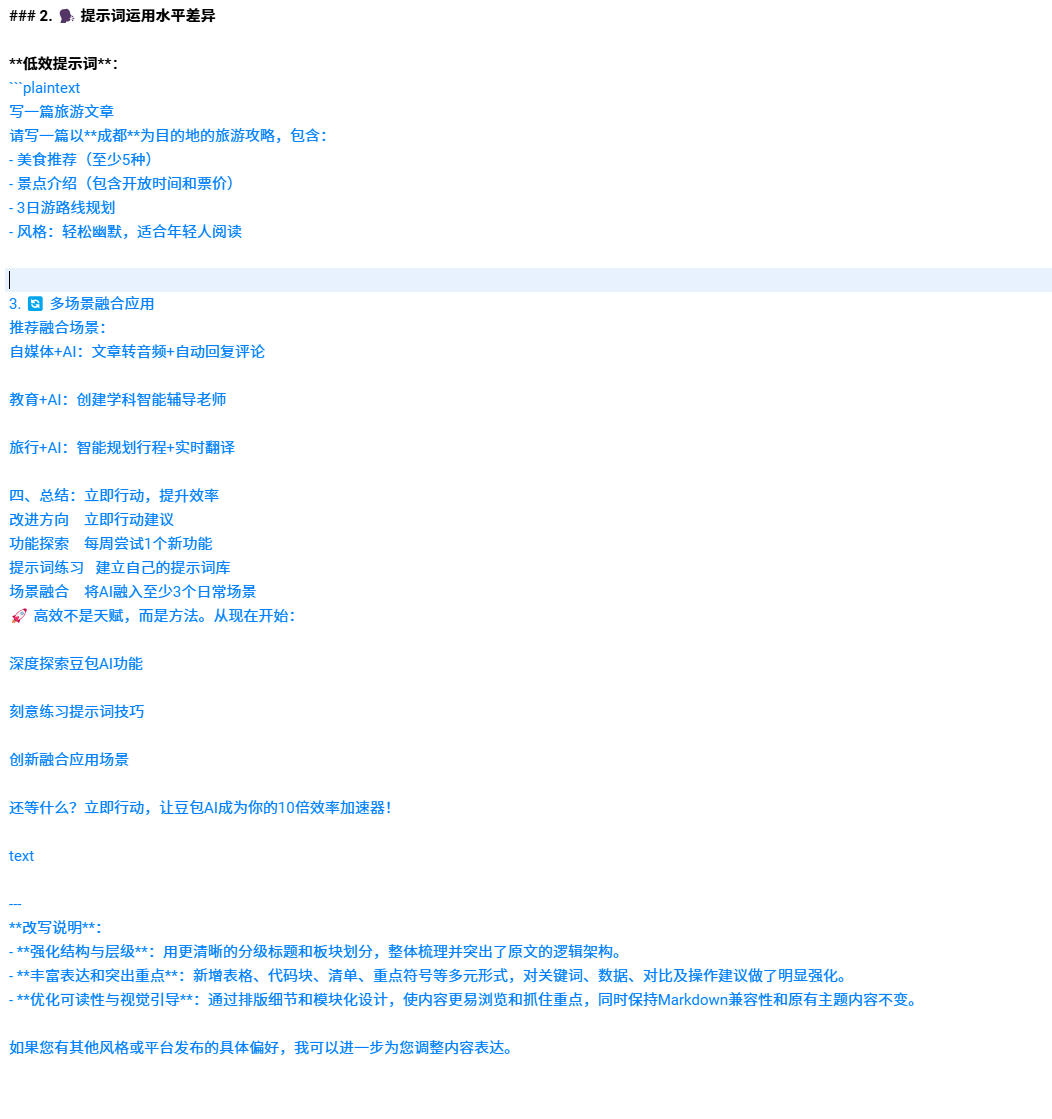 ### 2. 🗣️ 提示词运用水平差异
**低效提示词**：
```plaintext
写一篇旅游文章
请写一篇以**成都**为目的地的旅游攻略，包含：
- 美食推荐（至少5种）
- 景点介绍（包含开放时间和票价）
- 3日游路线规划
- 风格：轻松幽默，适合年轻人阅读
3. 🔄 多场景融合应用
推荐融合场景：
自媒体+AI：文章转音频+自动回复评论
教育+AI：创建学科智能辅导老师
旅行+AI：智能规划行程+实时翻译
四、总结：立即行动，提升效率
改进方向    立即行动建议
功能探索    每周尝试1个新功能
提示词练习    建立自己的提示词库
场景融合    将AI融入至少3个日常场景
🚀 高效不是天赋，而是方法。从现在开始：
深度探索豆包AI功能
刻意练习提示词技巧
创新融合应用场景
还等什么？立即行动，让豆包AI成为你的10倍效率加速器！
text
---
**改写说明**：
- **强化结构与层级**：用更清晰的分级标题和板块划分，整体梳理并突出了原文的逻辑架构。
- **丰富表达和突出重点**：新增表格、代码块、清单、重点符号等多元形式，对关键词、数据、对比及操作建议做了明显强化。
- **优化可读性与视觉引导**：通过排版细节和模块化设计，使内容更易浏览和抓住重点，同时保持Markdown兼容性和原有主题内容不变。
如果您有其他风格或平台发布的具体偏好，我可以进一步为您调整内容表达。